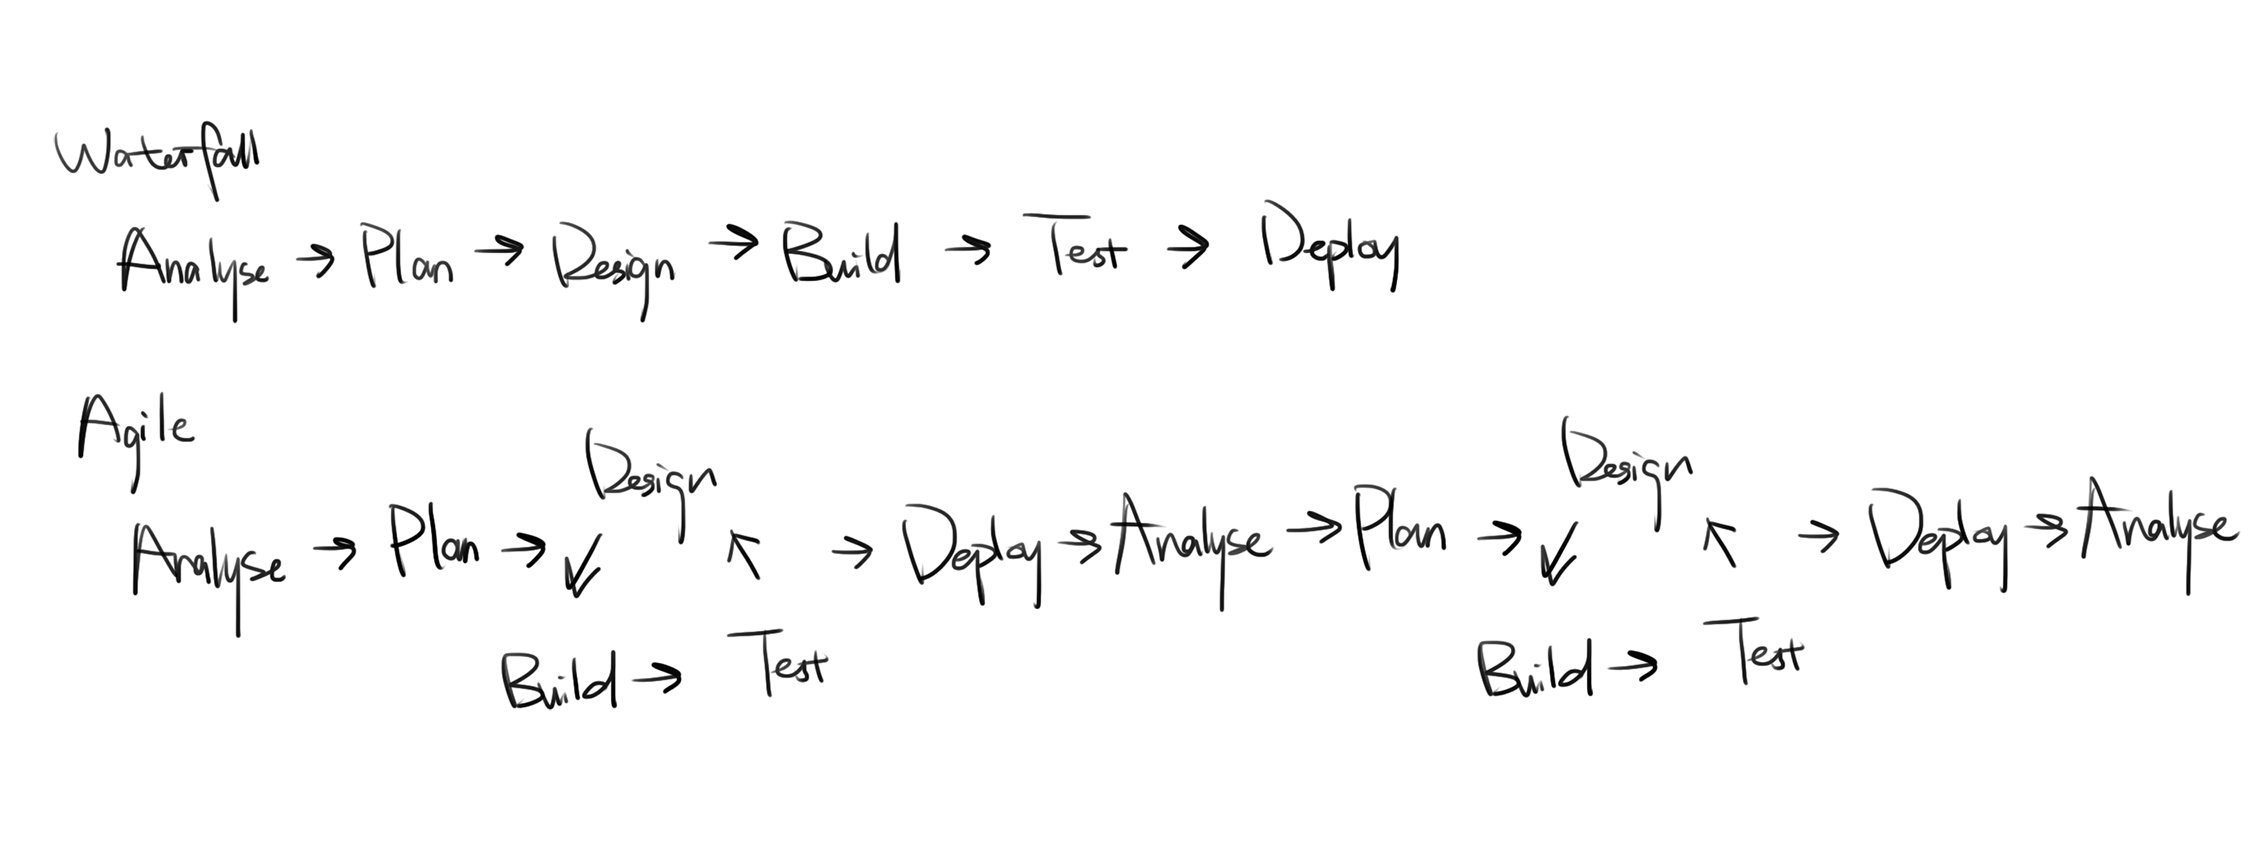 Waterfall
Analyse → Plan → Design → Build → Test → Deploy
Agile
Design Design
Analyse → Plan → ↙ ↖ → Deploy → Analyse → Plan → ↙ ↖ → Deploy → Analyse
Build → Test Build → Test